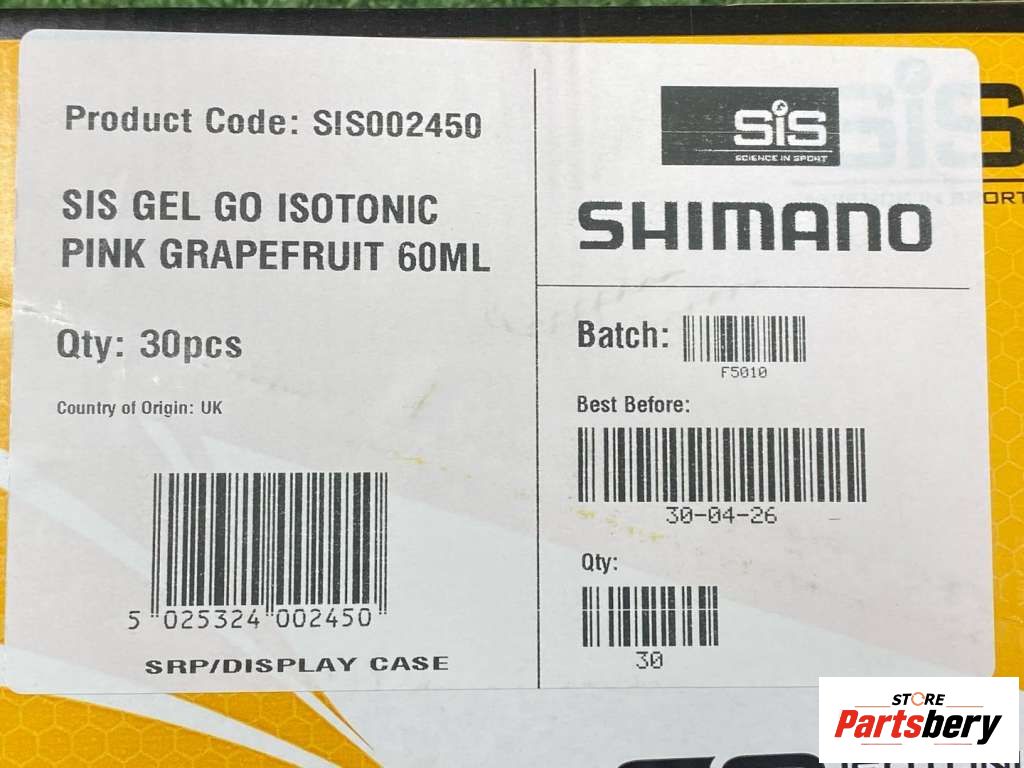 Product Code: SIS002450
SIS GEL GO ISOTONIC
PINK GRAPEFRUIT 60ML
Qty: 30pcs
Country of Origin: UK
5 025324 002450
SRP/DISPLAY CASE
SiS
SCIENCE IN SPORT
SHIMANO
Batch:
F5010
Best Before:
30-04-26
Qty:
30
SiS
STORE
Partsbery